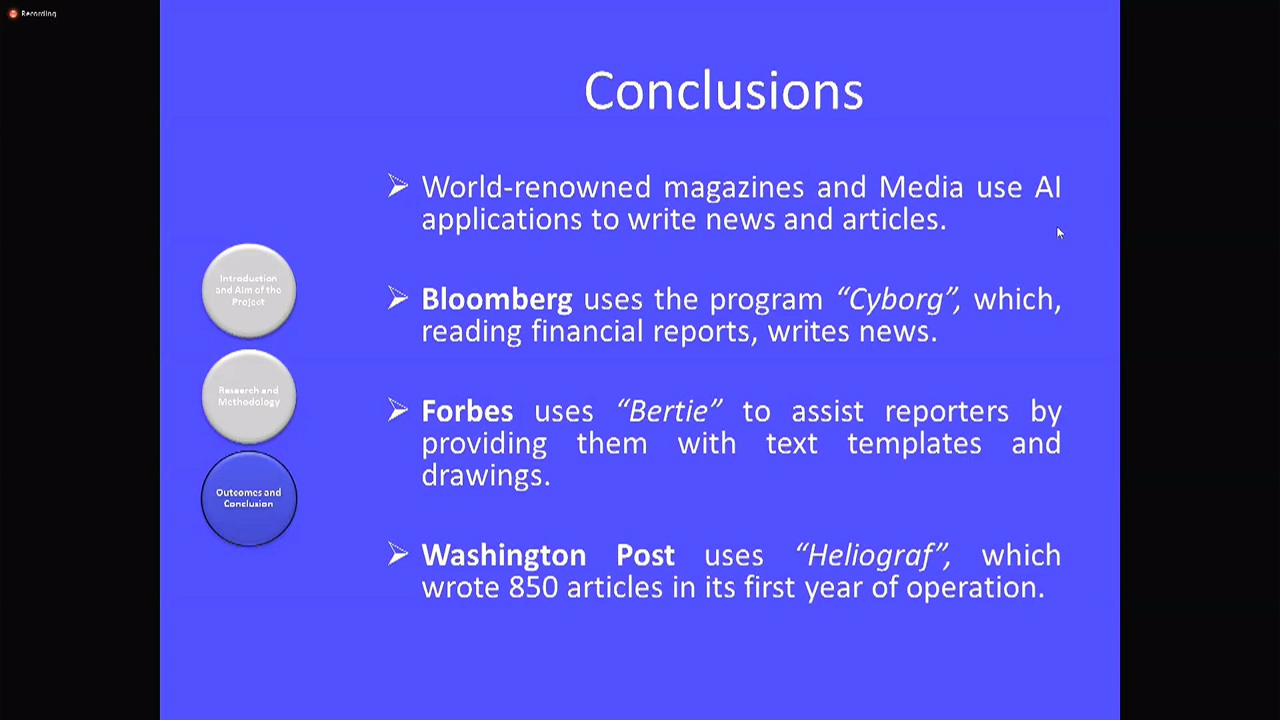 Recording
Conclusions
World-renowned magazines and Media use AI
applications to write news and articles.
Bloomberg uses the program “Cyborg”, which,
reading financial reports, writes news.
Forbes uses “Bertie” to assist reporters by
providing them with text templates and
drawings.
Washington Post uses “Heliograf”, which
wrote 850 articles in its first year of operation.
Introduction
and Aim of the
Project
Research and
Methodology
Outcomes and
Conclusion